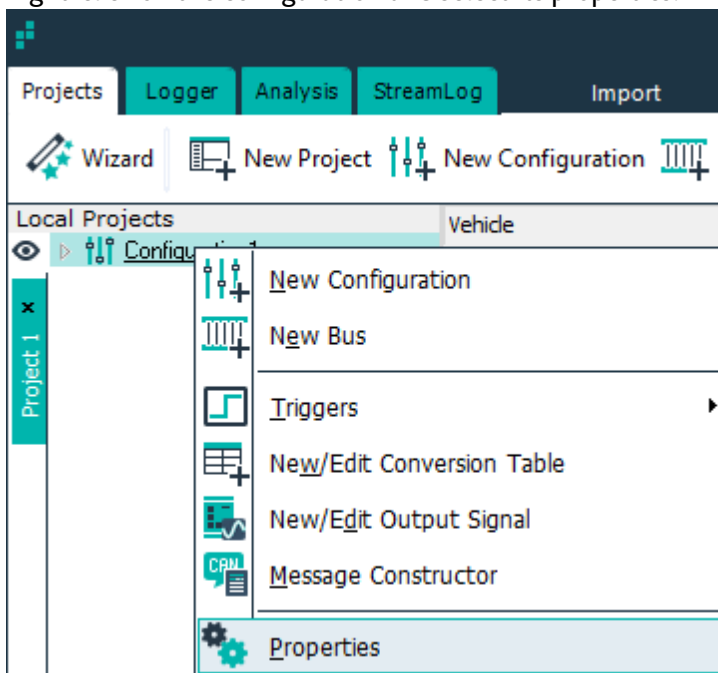 Projects Logger Analysis StreamLog Import
Wizard New Project New Configuration
Local Projects Vehicle
New Configuration
New Bus
Project 1
Triggers
New/Edit Conversion Table
New/Edit Output Signal
CAN
Message Constructor
Properties